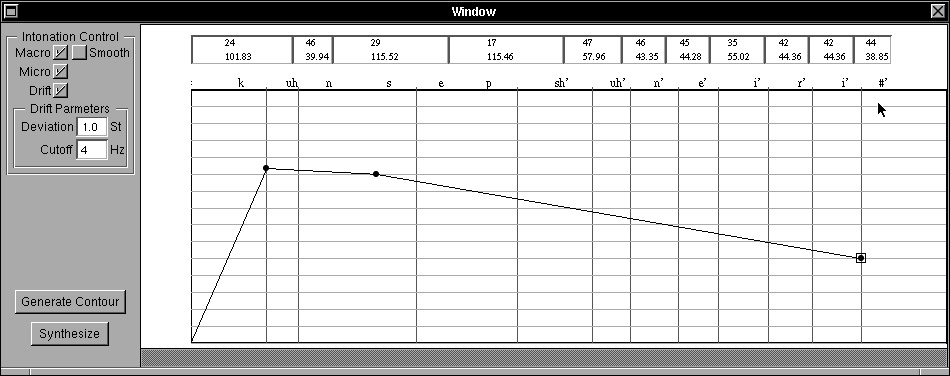 Window
Intonation Control
Macro Smooth
Micro
Drift
Drift Parmeters
Deviation 1.0 St
Cutoff 4 Hz
Generate Contour
Synthesize
24 46 29 17 47 46 45 35 42 42 44
101.83 39.94 115.52 115.46 57.96 43.35 44.28 55.02 44.36 44.36 38.85
: k uh n s e p sh' uh' n' e' i' r' i' #'